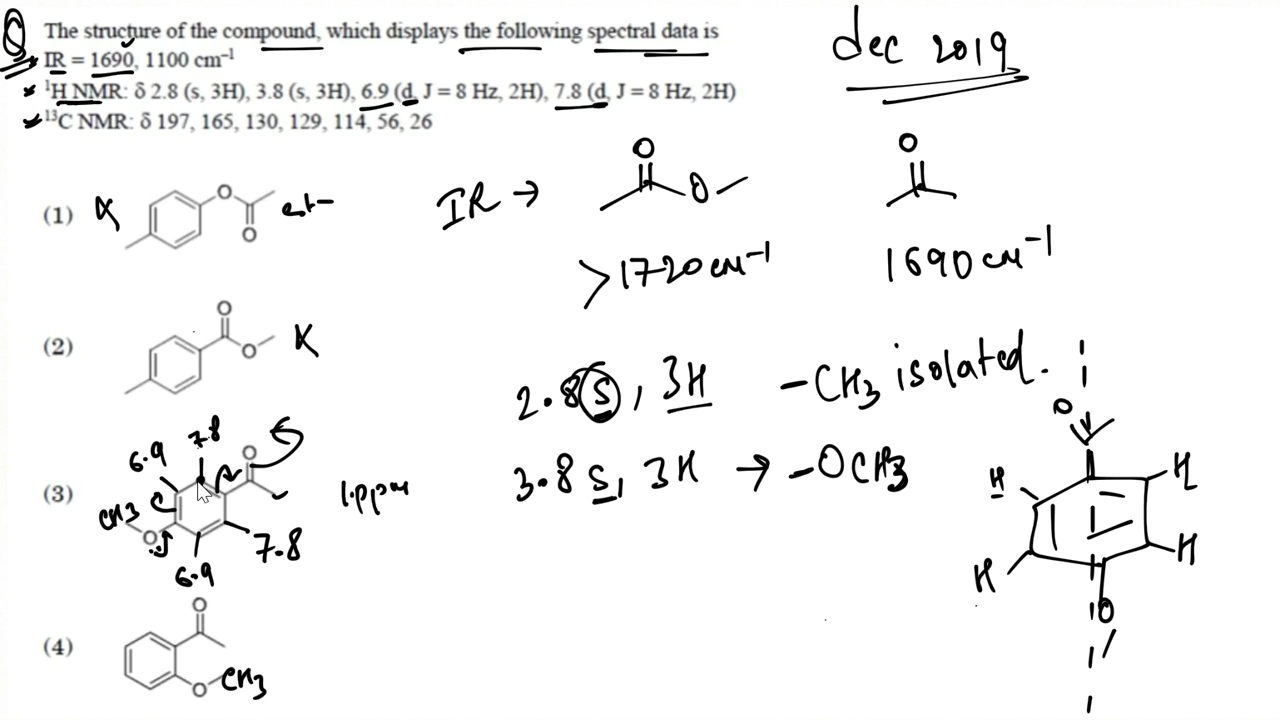 Q The structure of the compound, which displays the following spectral data is
IR = 1690, 1100 cm⁻¹
¹H NMR: δ 2.8 (s, 3H), 3.8 (s, 3H), 6.9 (d, J = 8 Hz, 2H), 7.8 (d, J = 8 Hz, 2H)
¹³C NMR: δ 197, 165, 130, 129, 114, 56, 26
dec 2019
(1)
O
O
IR →
O
O
O
>1720 cm⁻¹
1690 cm⁻¹
(2)
O
O
2.8 s, 3H
-CH3 isolated.
3.8 s, 3H → -OCH3
(3)
6.9
7.8
O
CH3
O
7.8
6.9
1.ppm
O
H
H
H
H
O
(4)
O
OCH3